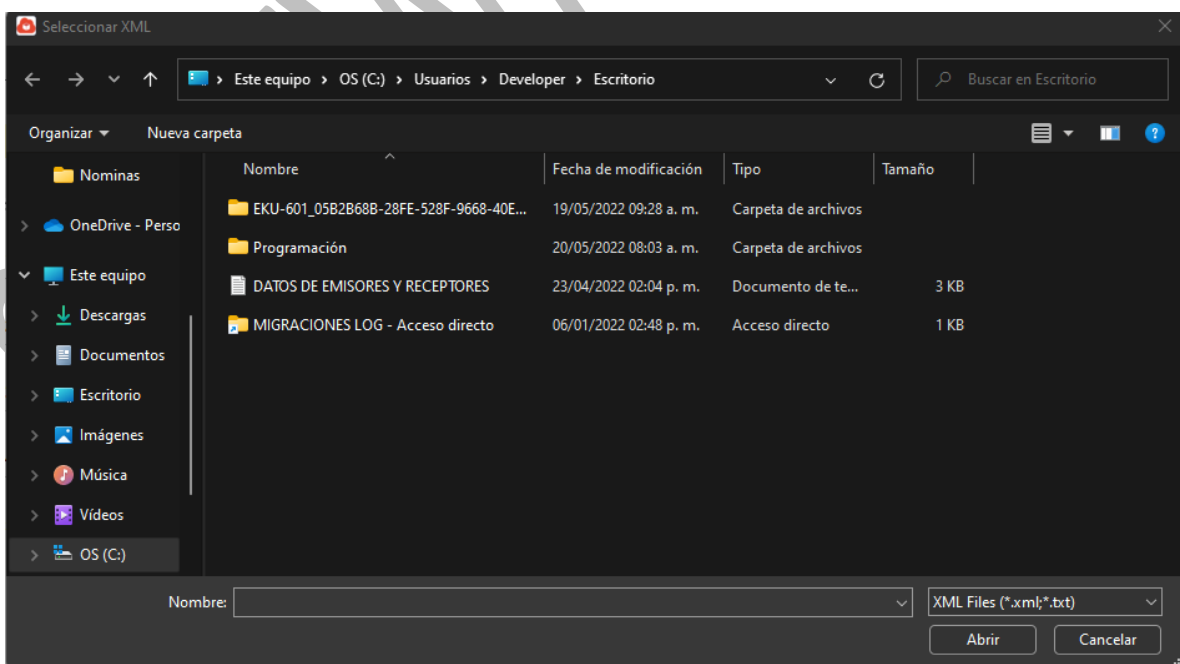 Seleccionar XML
Este equipo > OS (C:) > Usuarios > Developer > Escritorio
Buscar en Escritorio
Organizar
Nueva carpeta
Nombre
Fecha de modificación
Tipo
Tamaño
Nominas
OneDrive - Perso
Este equipo
Descargas
Documentos
Escritorio
Imágenes
Música
Vídeos
OS (C:)
EKU-601_05B2B68B-28FE-528F-9668-40E... 19/05/2022 09:28 a. m. Carpeta de archivos
Programación 20/05/2022 08:03 a. m. Carpeta de archivos
DATOS DE EMISORES Y RECEPTORES 23/04/2022 02:04 p. m. Documento de te... 3 KB
MIGRACIONES LOG - Acceso directo 06/01/2022 02:48 p. m. Acceso directo 1 KB
Nombre:
XML Files (*.xml;*.txt)
Abrir
Cancelar